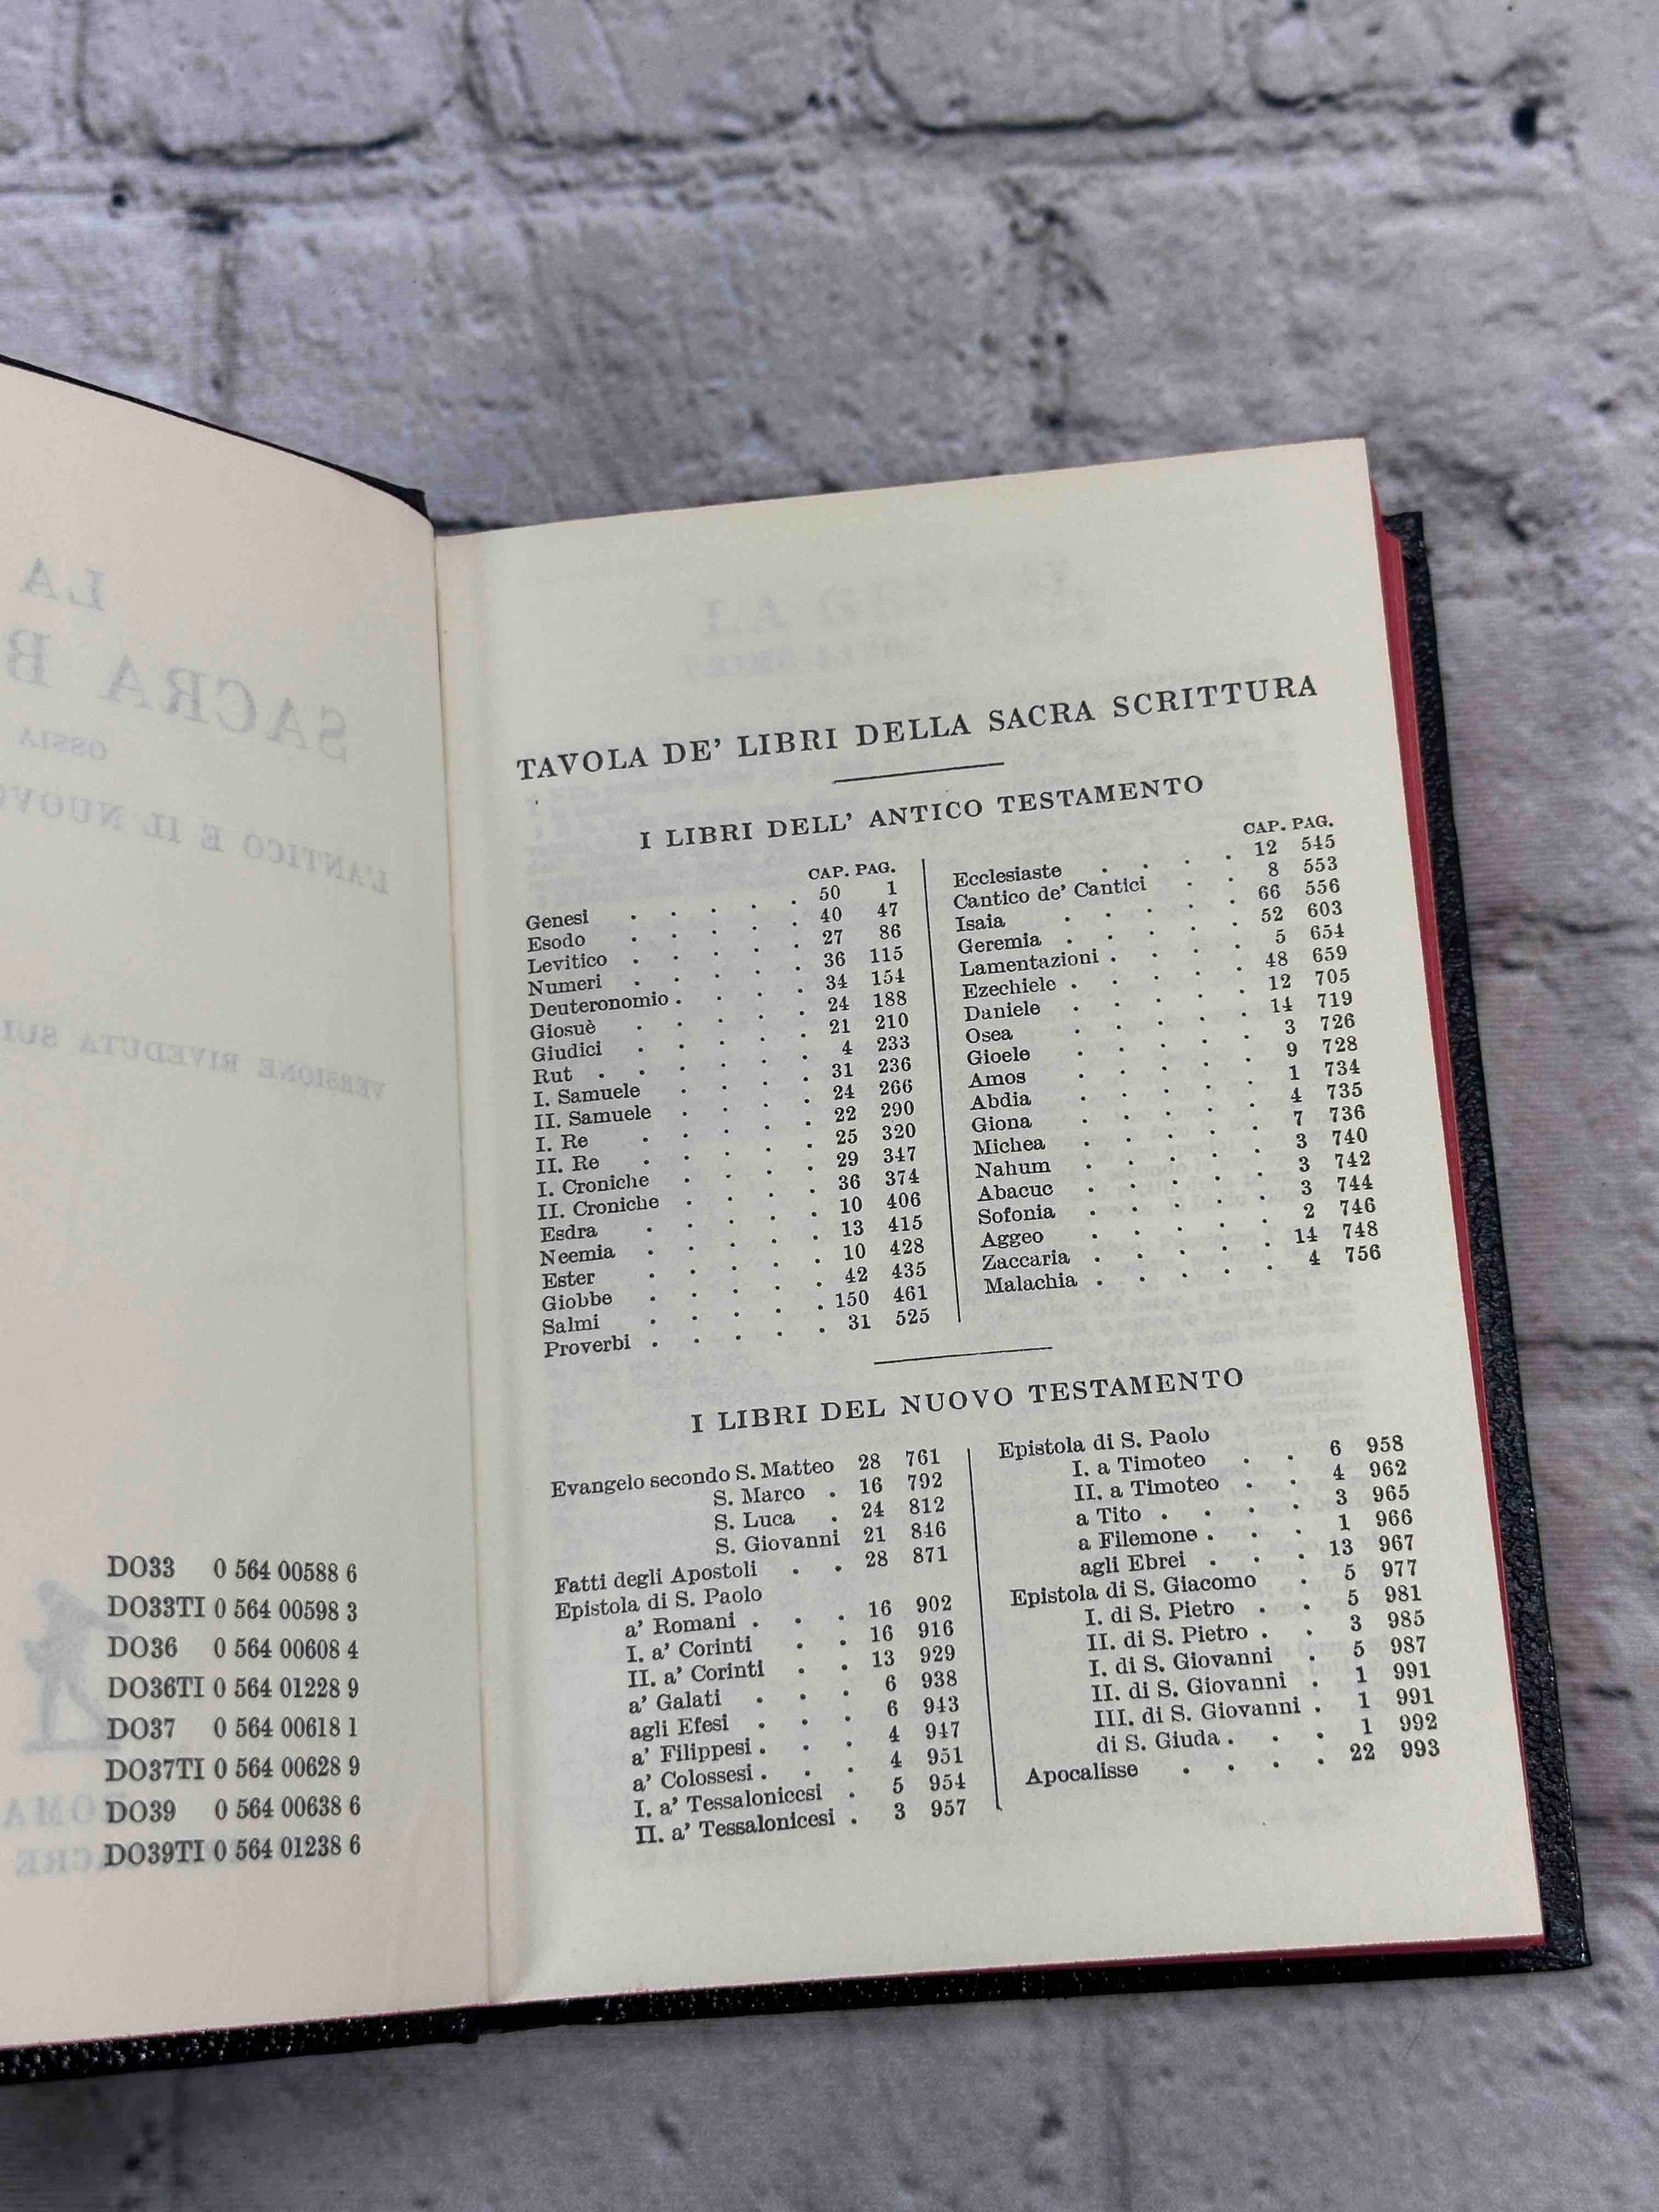 LA
SACRA B
OSSIA
L'ANTICO E IL NUOVO
VERSIONE RIVEDUTA SUI
DO33 0 564 00588 6
DO33TI 0 564 00598 3
DO36 0 564 00608 4
DO36TI 0 564 01228 9
DO37 0 564 00618 1
DO37TI 0 564 00628 9
DO39 0 564 00638 6
DO39TI 0 564 01238 6
TAVOLA DE' LIBRI DELLA SACRA SCRITTURA
I LIBRI DELL' ANTICO TESTAMENTO
CAP. PAG.
Genesi . . . . . 50 1
Esodo . . . . . 40 47
Levitico . . . . . 27 86
Numeri . . . . . 36 115
Deuteronomio . . . . 34 154
Giosuè . . . . . 24 188
Giudici . . . . . 21 210
Rut . . . . . . 4 233
I. Samuele . . . . 31 236
II. Samuele . . . . 24 266
I. Re . . . . . 22 290
II. Re . . . . . 25 320
I. Croniche . . . . 29 347
II. Croniche . . . . 36 374
Esdra . . . . . 10 406
Neemia . . . . . 13 415
Ester . . . . . 10 428
Giobbe . . . . . 42 435
Salmi . . . . . 150 461
Proverbi . . . . . 31 525
CAP. PAG.
Ecclesiaste . . . . 12 545
Cantico de' Cantici . . 8 553
Isaia . . . . . 66 556
Geremia . . . . . 52 603
Lamentazioni . . . . 5 654
Ezechiele . . . . . 48 659
Daniele . . . . . 12 705
Osea . . . . . 14 719
Gioele . . . . . 3 726
Amos . . . . . 9 728
Abdia . . . . . 1 734
Giona . . . . . 4 735
Michea . . . . . 7 736
Nahum . . . . . 3 740
Abacuc . . . . . 3 742
Sofonia . . . . . 3 744
Aggeo . . . . . 2 746
Zaccaria . . . . . 14 748
Malachia . . . . . 4 756
I LIBRI DEL NUOVO TESTAMENTO
Evangelo secondo S. Matteo 28 761
S. Marco . 16 792
S. Luca . 24 812
S. Giovanni 21 846
Fatti degli Apostoli . . 28 871
Epistola di S. Paolo
a' Romani . . . 16 902
I. a' Corinti . . 16 916
II. a' Corinti . . 13 929
a' Galati . . . 6 938
agli Efesi . . . 6 943
a' Filippesi . . . 4 947
a' Colossesi . . . 4 951
I. a' Tessalonicesi . 5 954
II. a' Tessalonicesi . 3 957
Epistola di S. Paolo
I. a Timoteo . . 6 958
II. a Timoteo . . 4 962
a Tito . . . . 3 965
a Filemone . . . 1 966
agli Ebrei . . . 13 967
Epistola di S. Giacomo . 5 977
I. di S. Pietro . . 5 981
II. di S. Pietro . . 3 985
I. di S. Giovanni . 5 987
II. di S. Giovanni . 1 991
III. di S. Giovanni . 1 991
di S. Giuda . . . 1 992
Apocalisse . . . . 22 993